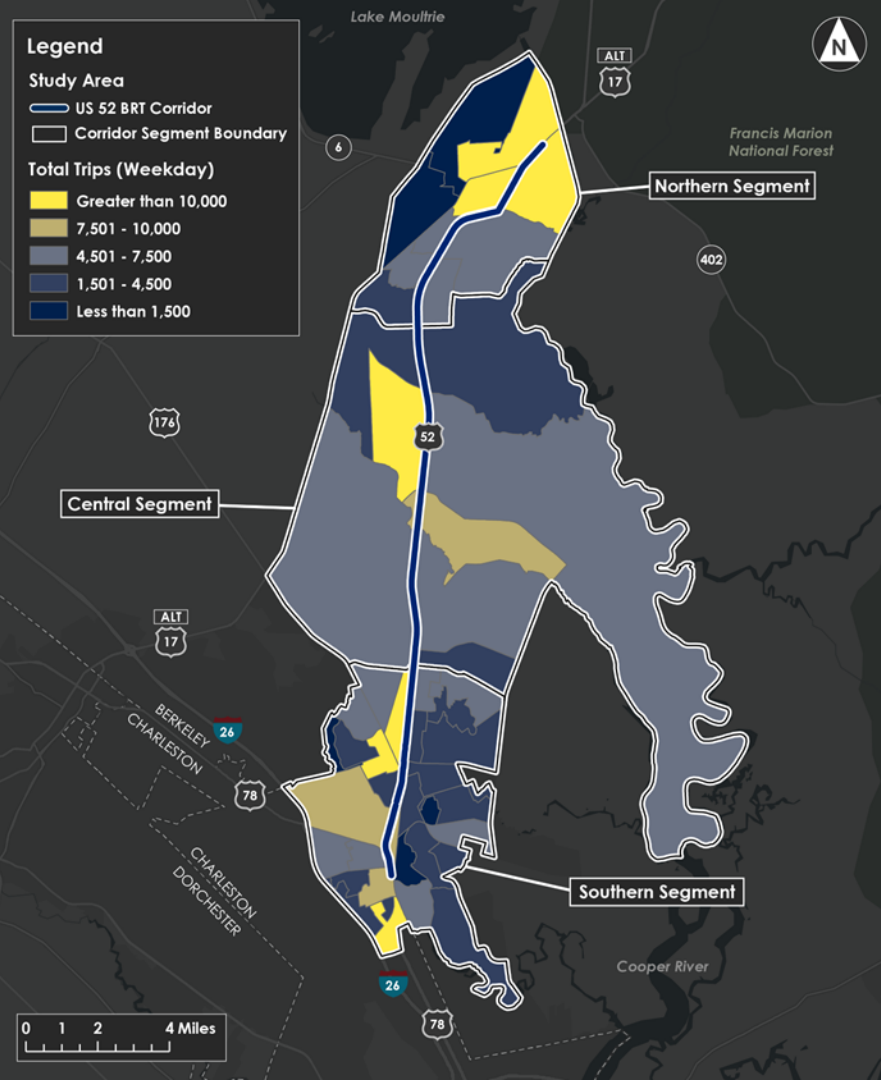 Lake Moultrie
N
Legend
Study Area
US 52 BRT Corridor
Corridor Segment Boundary
Total Trips (Weekday)
Greater than 10,000
7,501 - 10,000
4,501 - 7,500
1,501 - 4,500
Less than 1,500
ALT
17
6
Francis Marion
National Forest
Northern Segment
402
176
52
Central Segment
ALT
17
BERKELEY
CHARLESTON
26
78
CHARLESTON
DORCHESTER
Southern Segment
Cooper River
26
78
0 1 2 4 Miles